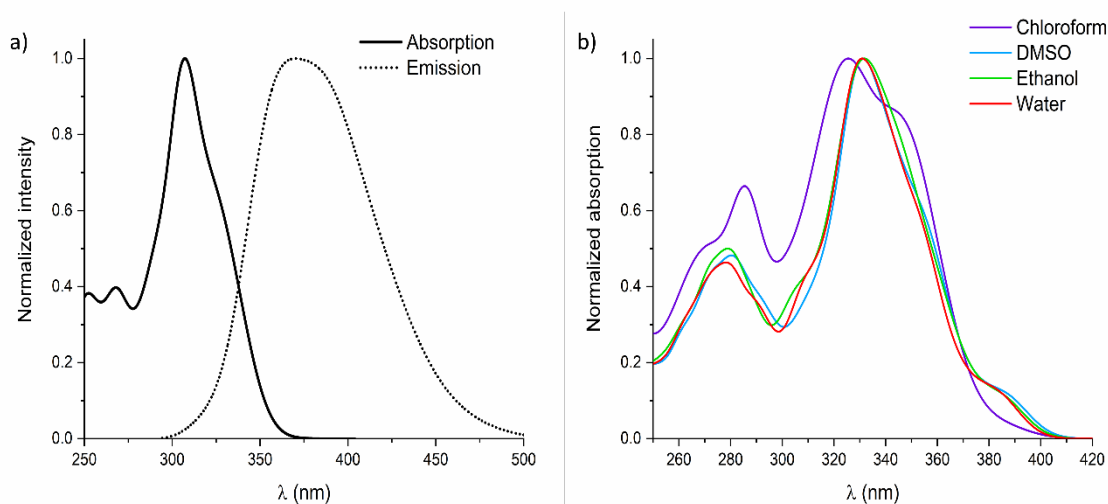 a)
Absorption
Emission
Normalized intensity
1.0
0.8
0.6
0.4
0.2
0.0
250 300 350 400 450 500
λ (nm)
b)
Chloroform
DMSO
Ethanol
Water
Normalized absorption
1.0
0.8
0.6
0.4
0.2
0.0
260 280 300 320 340 360 380 400 420
λ (nm)